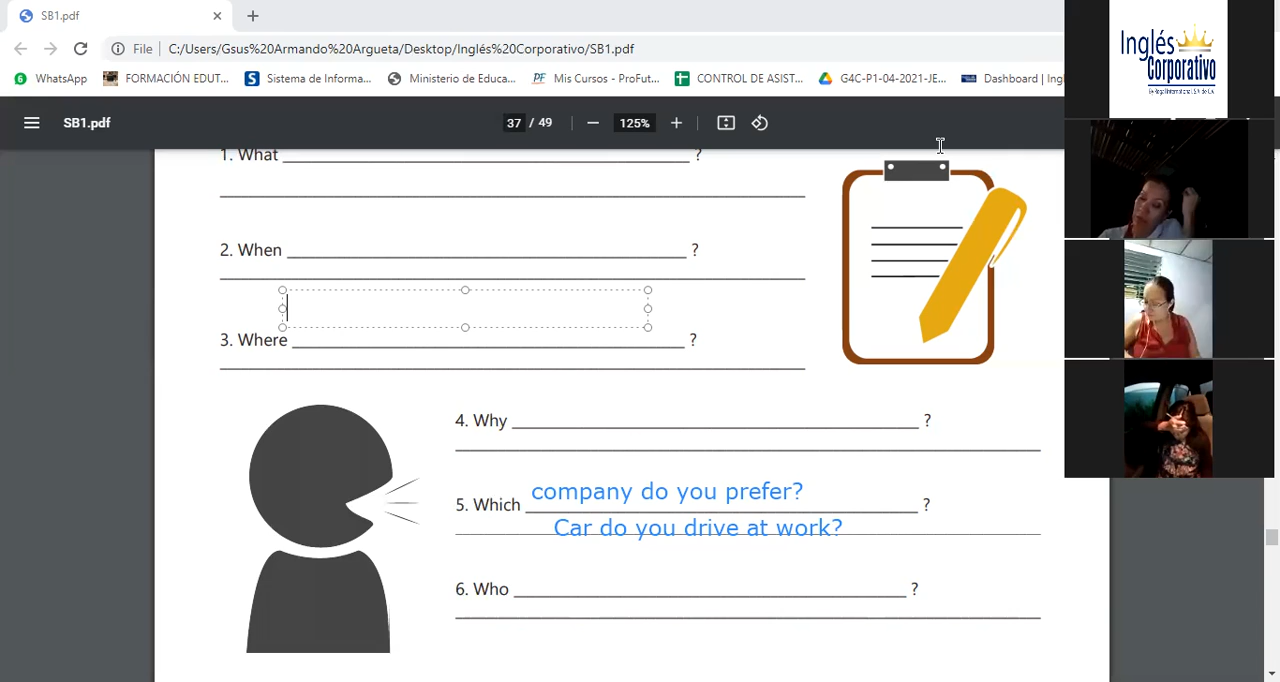 SB1.pdf
File C:/Users/Gsus%20Armando%20Argueta/Desktop/Inglés%20Corporativo/SB1.pdf
WhatsApp FORMACIÓN EDUT... Sistema de Informa... Ministerio de Educa... PF Mis Cursos - ProFut... CONTROL DE ASIST... G4C-P1-04-2021-JE... Dashboard | Ingl
Inglés
Corporativo
SB1.pdf 37 / 49 125%
1. What ?
2. When ?
3. Where ?
4. Why ?
5. Which company do you prefer? ?
Car do you drive at work?
6. Who ?